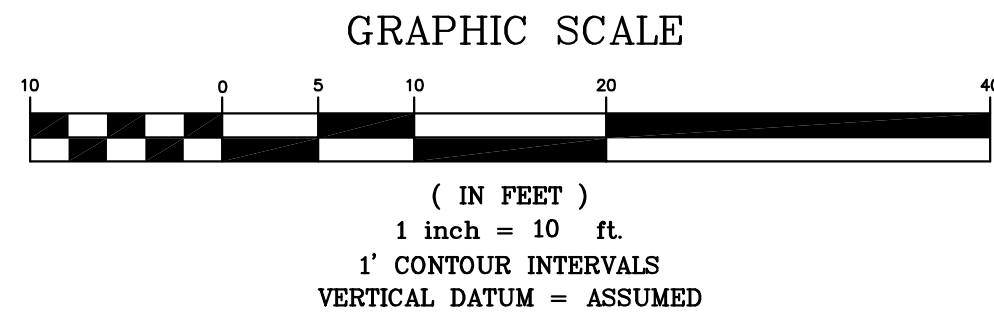 GRAPHIC SCALE
10 0 5 10 20 40
( IN FEET )
1 inch = 10 ft.
1' CONTOUR INTERVALS
VERTICAL DATUM = ASSUMED